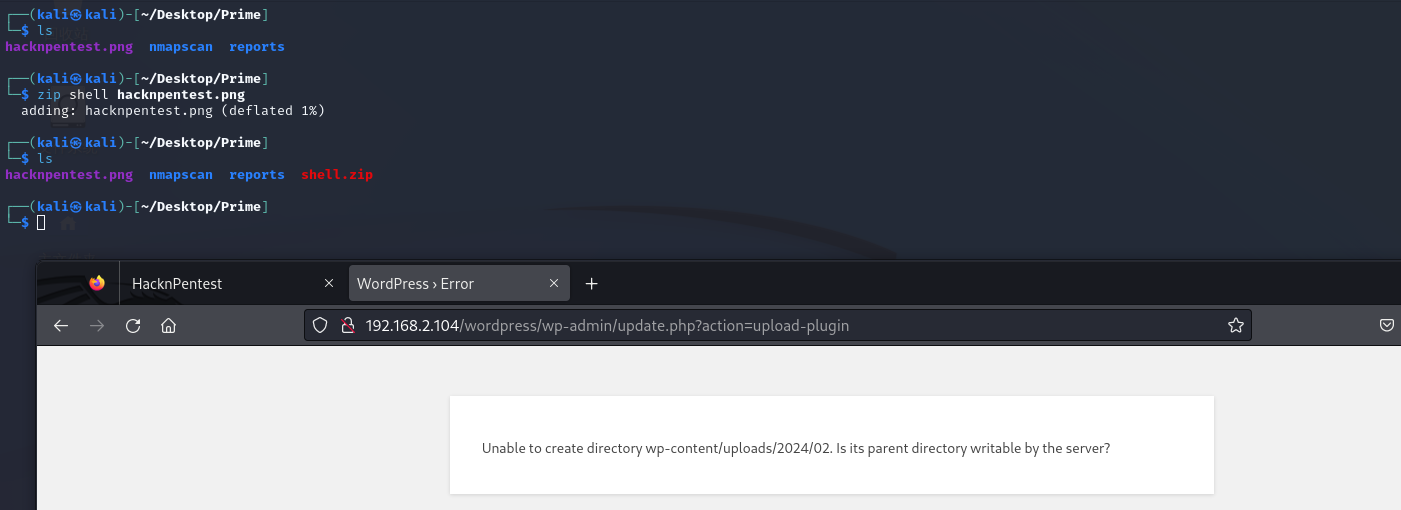 ┌──(kali㉿kali)-[~/Desktop/Prime]
└─$ ls
hacknpentest.png  nmapscan  reports
┌──(kali㉿kali)-[~/Desktop/Prime]
└─$ zip shell hacknpentest.png
  adding: hacknpentest.png (deflated 1%)
┌──(kali㉿kali)-[~/Desktop/Prime]
└─$ ls
hacknpentest.png  nmapscan  reports  shell.zip
┌──(kali㉿kali)-[~/Desktop/Prime]
└─$
HacknPentest
WordPress › Error
192.168.2.104/wordpress/wp-admin/update.php?action=upload-plugin
Unable to create directory wp-content/uploads/2024/02. Is its parent directory writable by the server?